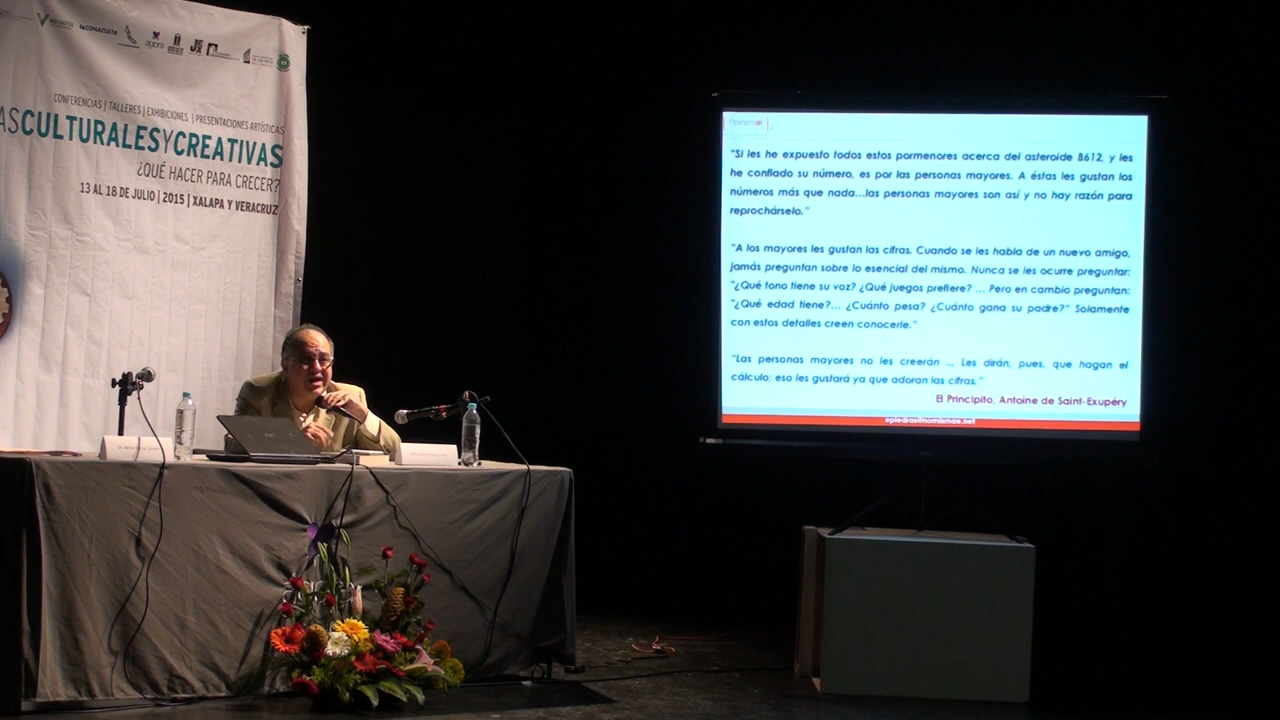 CONACULTA
agora
CONFERENCIAS | TALLERES | EXHIBICIONES | PRESENTACIONES ARTÍSTICAS
ASCULTURALESYCREATIVAS
¿QUÉ HACER PARA CRECER?
13 AL 18 DE JULIO | 2015 | XALAPA Y VERACRUZ
nomismæ
"Si les he expuesto todos estos pormenores acerca del asteroide B612, y les
he confiado su número, es por las personas mayores. A éstas les gustan los
números más que nada...las personas mayores son así y no hay razón para
reprochárselo."
"A los mayores les gustan las cifras. Cuando se les habla de un nuevo amigo,
jamás preguntan sobre lo esencial del mismo. Nunca se les ocurre preguntar:
"¿Qué tono tiene su voz? ¿Qué juegos prefiere? ... Pero en cambio preguntan:
"¿Qué edad tiene?... ¿Cuánto pesa? ¿Cuánto gana su padre?" Solamente
con estos detalles creen conocerle."
"Las personas mayores no les creerán ... Les dirán, pues, que hagan el
cálculo; eso les gustará ya que adoran las cifras."
El Principito, Antoine de Saint-Exupéry
epiedras@nomismae.net